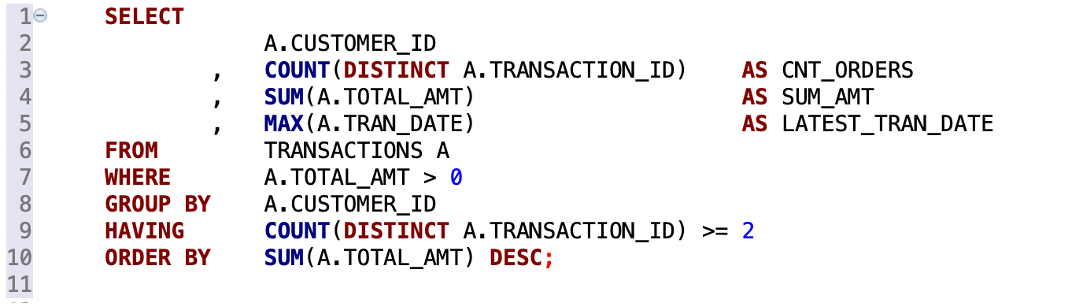 1 SELECT
2 A.CUSTOMER_ID
3 , COUNT(DISTINCT A.TRANSACTION_ID) AS CNT_ORDERS
4 , SUM(A.TOTAL_AMT) AS SUM_AMT
5 , MAX(A.TRAN_DATE) AS LATEST_TRAN_DATE
6 FROM TRANSACTIONS A
7 WHERE A.TOTAL_AMT > 0
8 GROUP BY A.CUSTOMER_ID
9 HAVING COUNT(DISTINCT A.TRANSACTION_ID) >= 2
10 ORDER BY SUM(A.TOTAL_AMT) DESC;
11